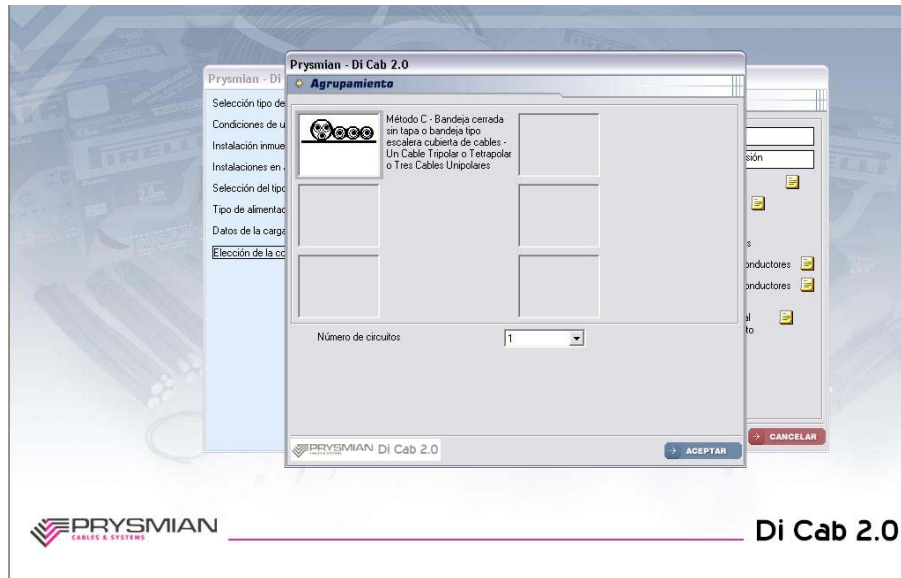 Prysmian - Di Cab 2.0
Agrupamiento
Método C - Bandeja cerrada
sin tapa o bandeja tipo
escalera cubierta de cables -
Un Cable Tripolar o Tetrapolar
o Tres Cables Unipolares
Número de circuitos
1
PRYSMIAN Di Cab 2.0
ACEPTAR
Prysmian - Di
Selección tipo de
Condiciones de u
Instalación inmue
Instalaciones en
Selección del tipo
Tipo de alimentac
Datos de la carga
Elección de la co
sión
s
onductores
onductores
al
to
CANCELAR
PIRELLI
PRYSMIAN
CABLES & SYSTEMS
Di Cab 2.0